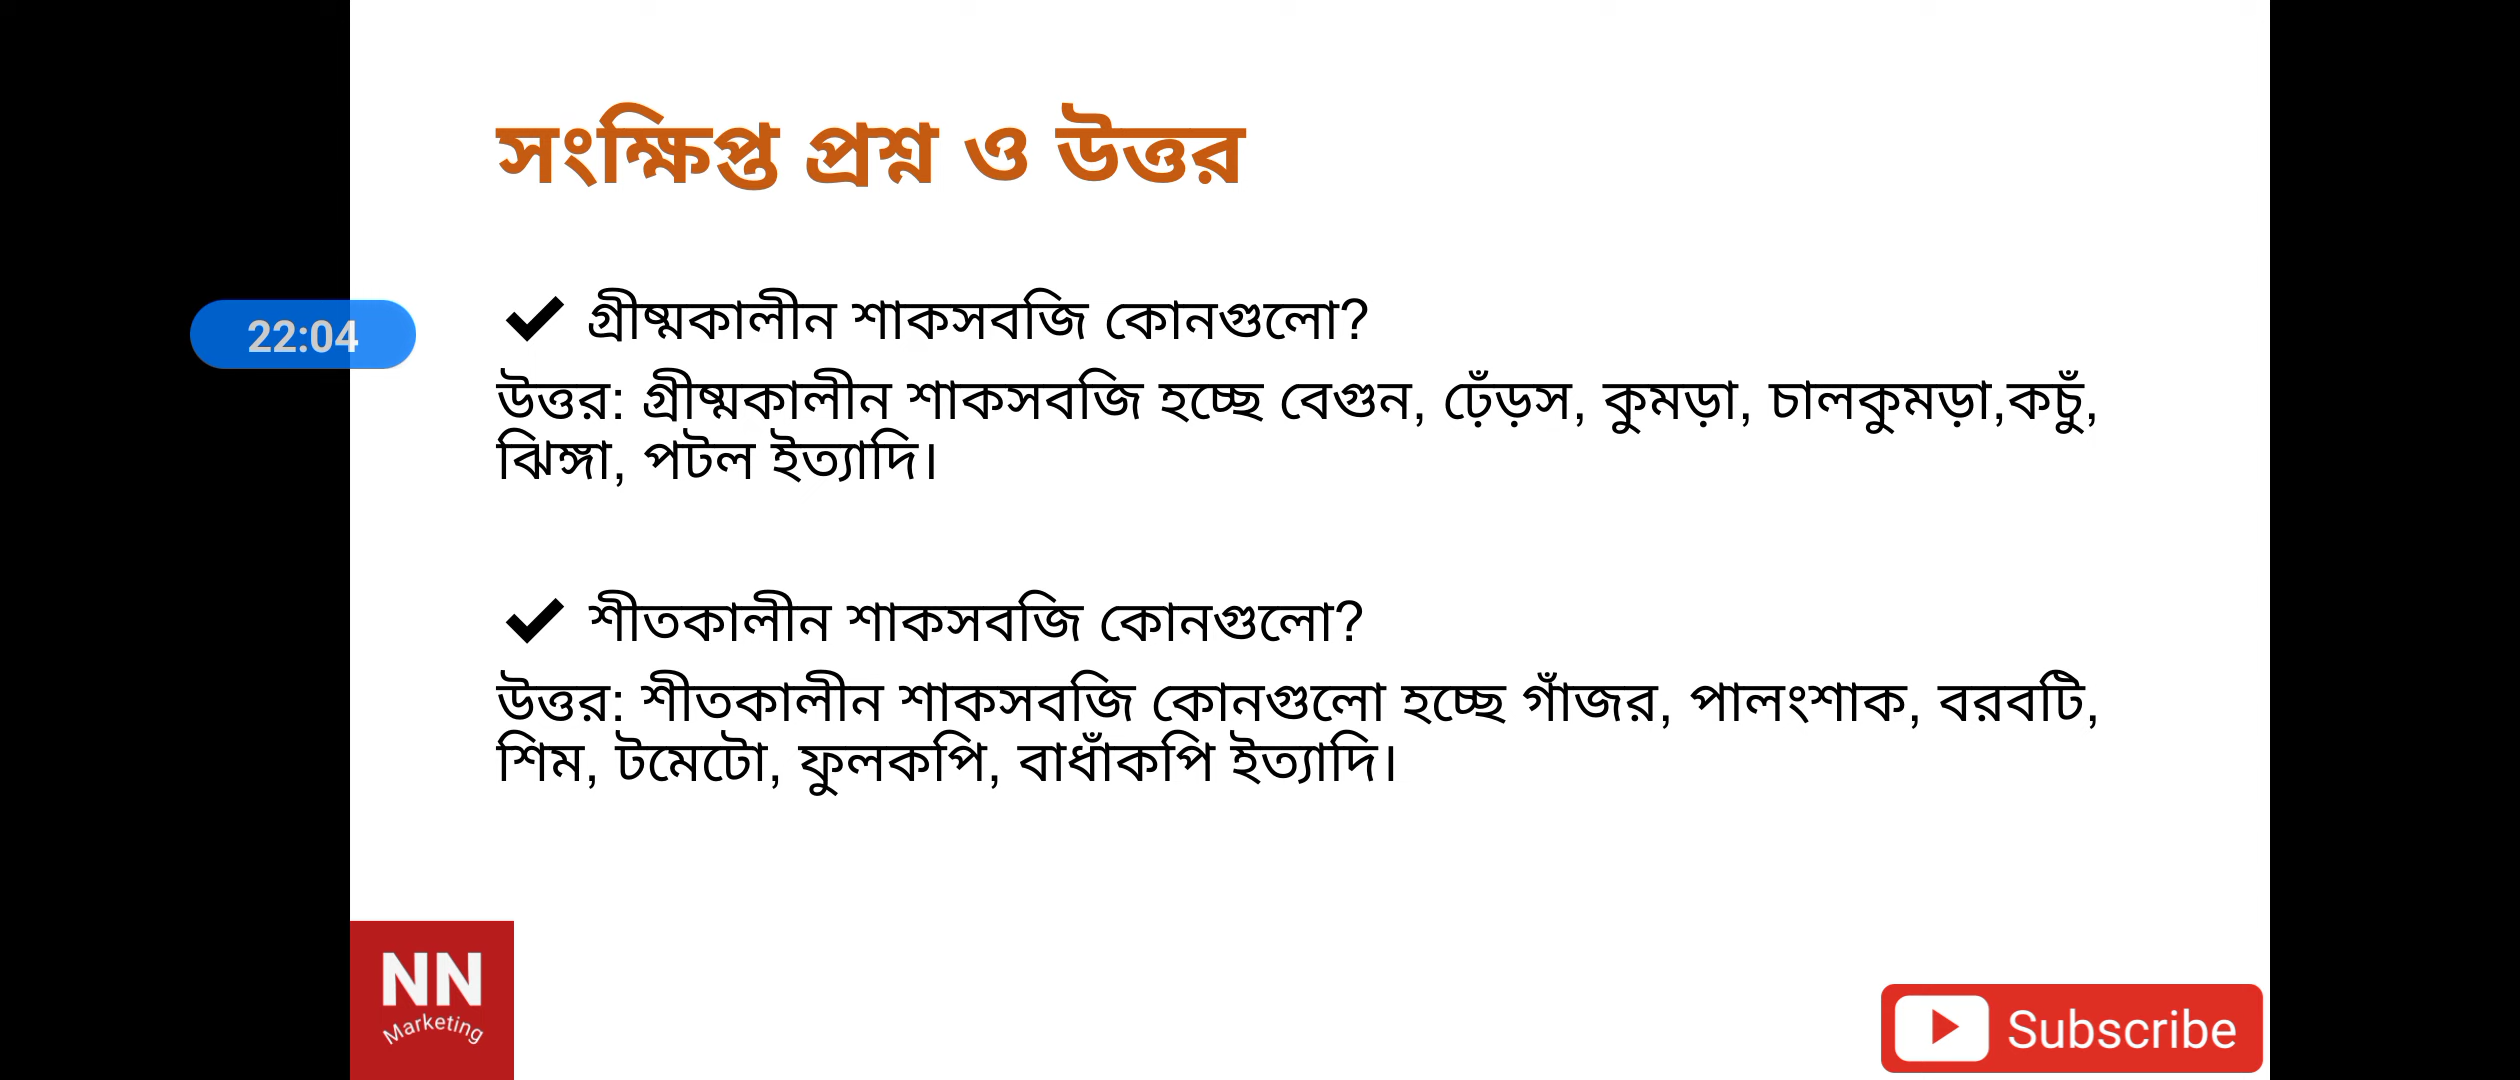 সংক্ষিপ্ত প্রশ্ন ও উত্তর
22:04
✔ গ্রীষ্মকালীন শাকসবজি কোনগুলো?
উত্তর: গ্রীষ্মকালীন শাকসবজি হচ্ছে বেগুন, ঢেঁড়স, কুমড়া, চালকুমড়া,কচুঁ,
ঝিঙ্গা, পটল ইত্যাদি।
✔ শীতকালীন শাকসবজি কোনগুলো?
উত্তর: শীতকালীন শাকসবজি কোনগুলো হচ্ছে গাঁজর, পালংশাক, বরবটি,
শিম, টমেটো, ফুলকপি, বাধাঁকপি ইত্যাদি।
NN
Marketing
Subscribe